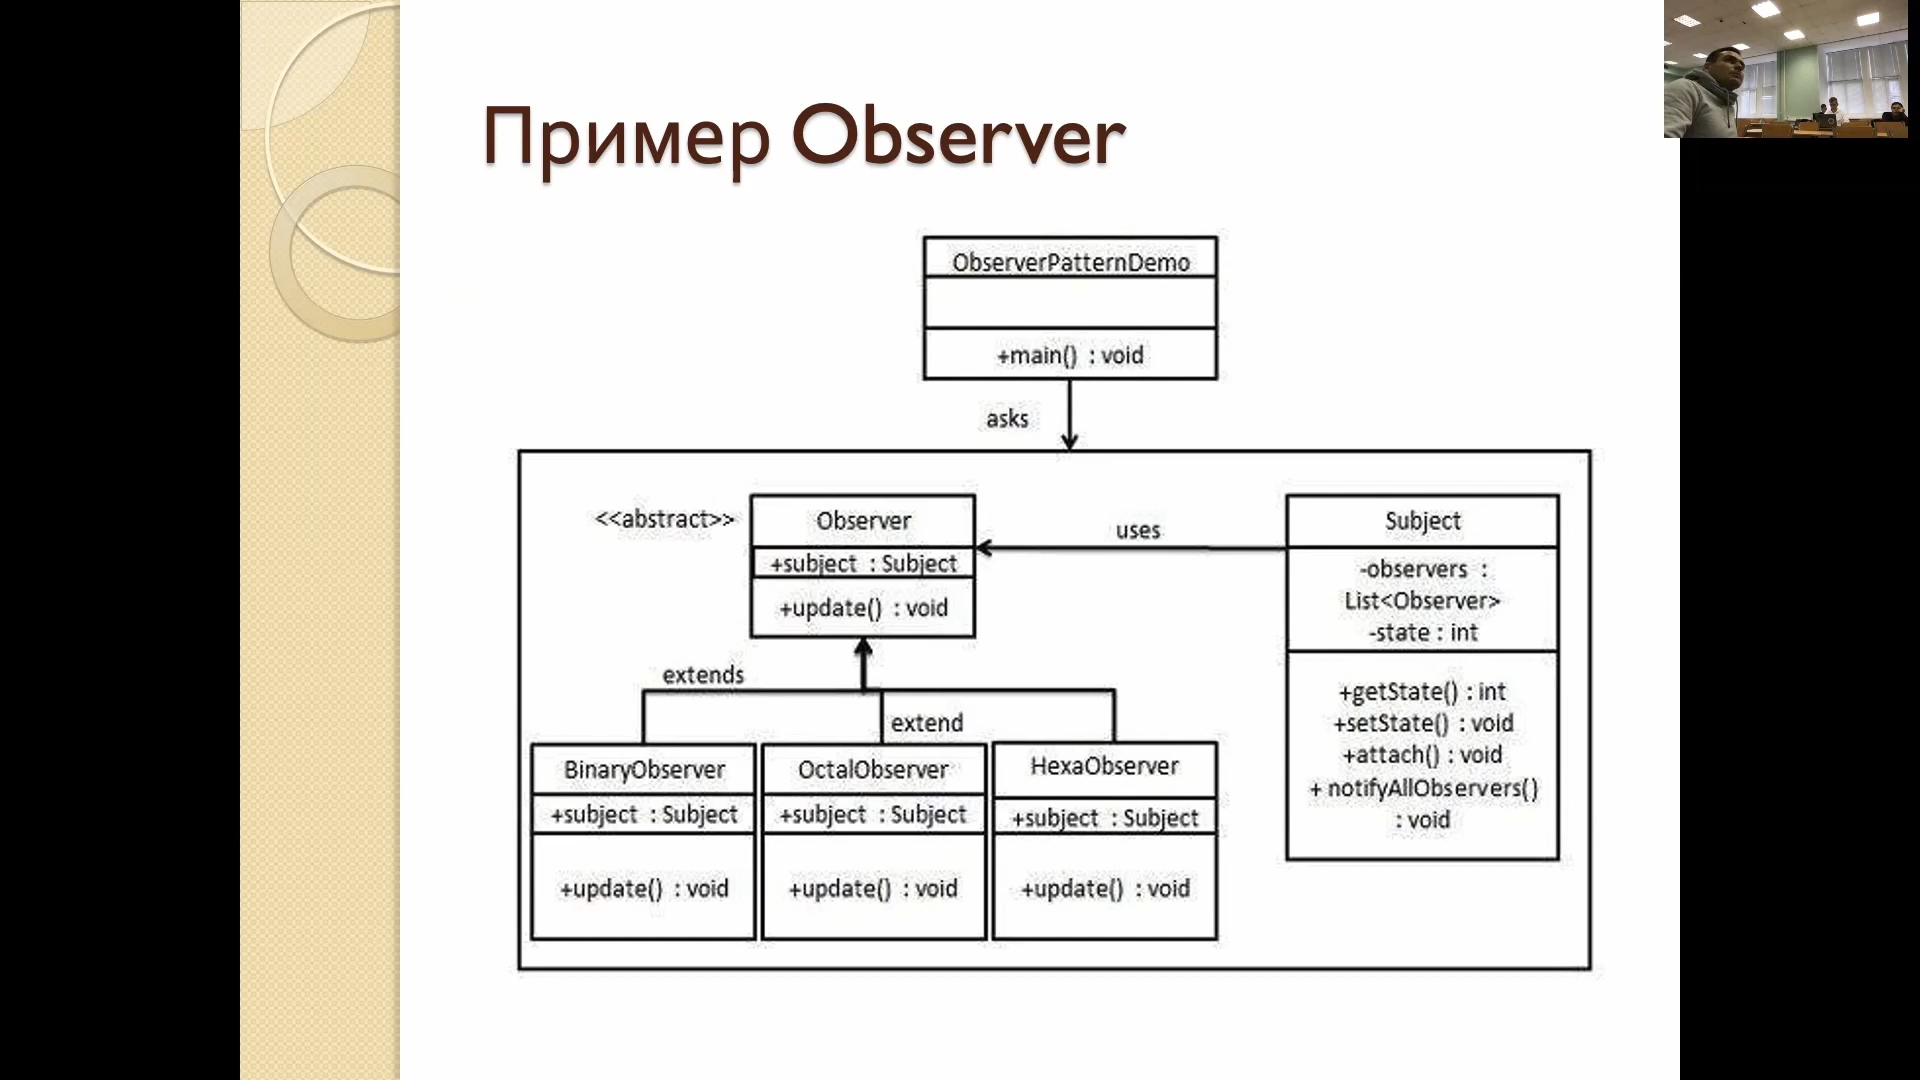 Пример Observer
ObserverPatternDemo
+main() : void
asks
<<abstract>>
Observer
+subject : Subject
+update() : void
uses
Subject
-observers :
List<Observer>
-state : int
+getState() : int
+setState() : void
+attach() : void
+ notifyAllObservers()
: void
extends
extend
BinaryObserver
+subject : Subject
+update() : void
OctalObserver
+subject : Subject
+update() : void
HexaObserver
+subject : Subject
+update() : void